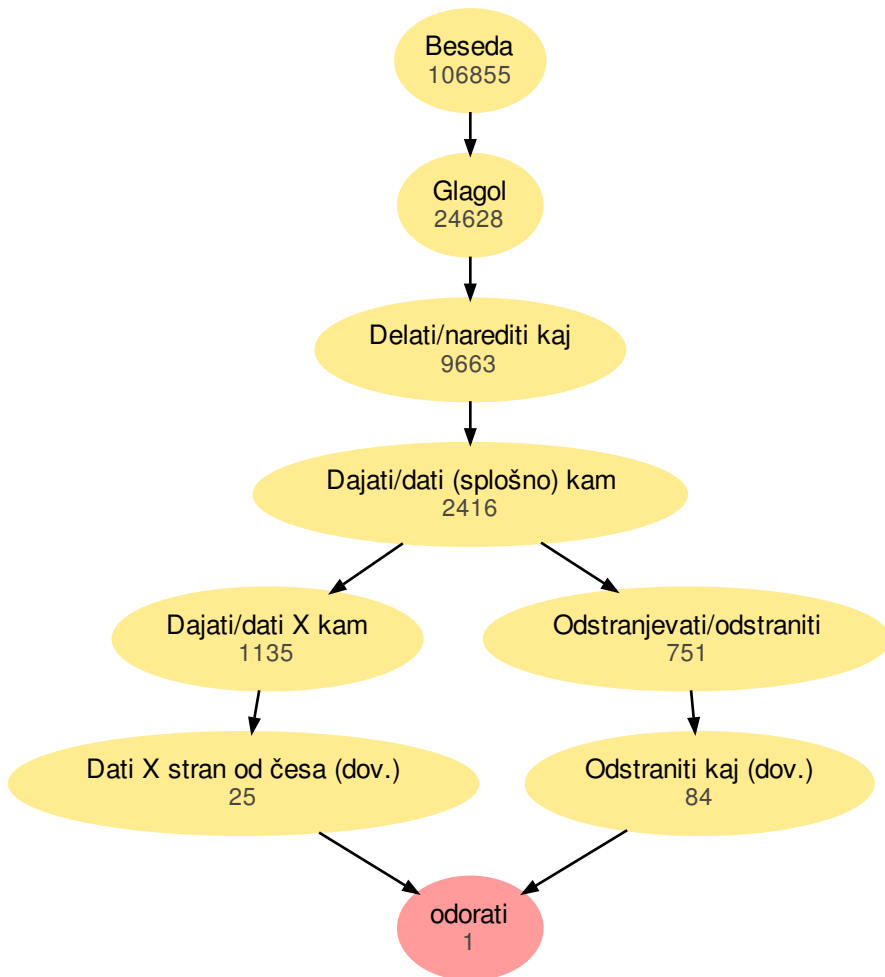 Beseda
106855
Glagol
24628
Delati/narediti kaj
9663
Dajati/dati (splošno) kam
2416
Dajati/dati X kam
1135
Odstranjevati/odstraniti
751
Dati X stran od česa (dov.)
25
Odstraniti kaj (dov.)
84
odorati
1